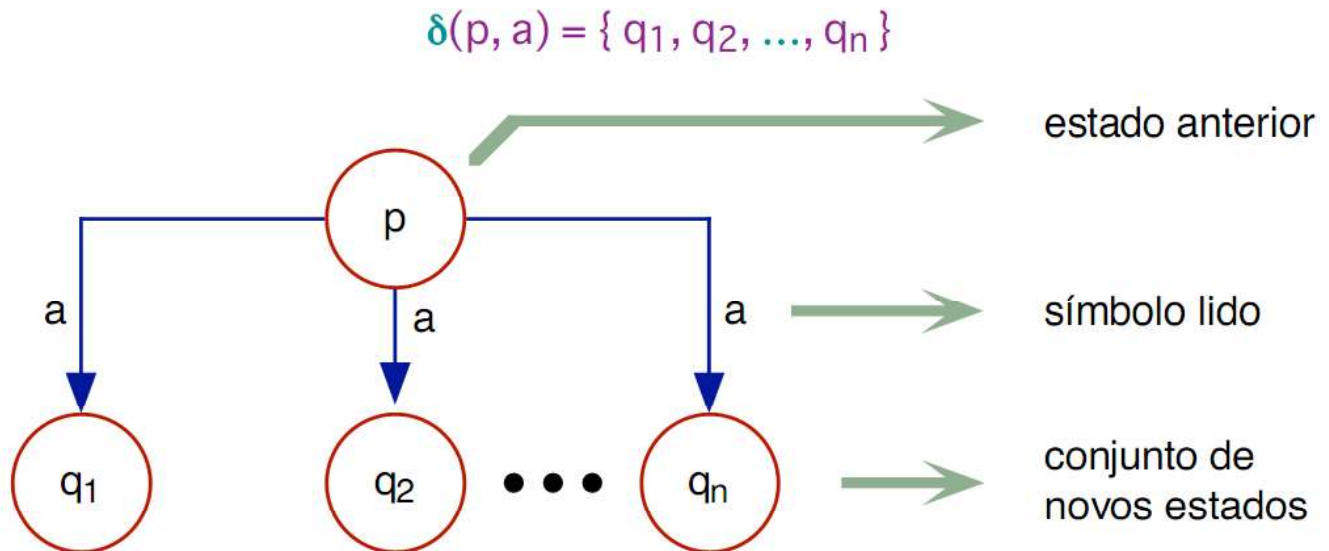 δ(p, a) = { q₁, q₂, ..., qₙ }
estado anterior
p
a
a
a
símbolo lido
q₁
q₂
qₙ
conjunto de
novos estados